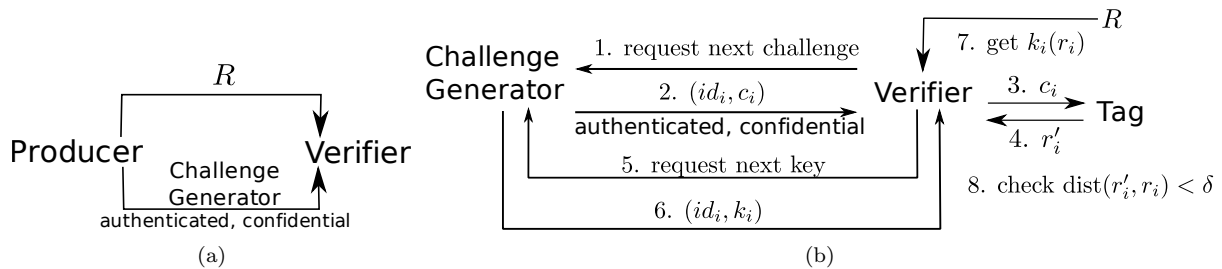 R
Producer
Verifier
Challenge
Generator
authenticated, confidential
(a)
Challenge
Generator
1. request next challenge
2. (id_i, c_i)
authenticated, confidential
Verifier
R
7. get k_i(r_i)
3. c_i
Tag
4. r'_i
5. request next key
8. check dist(r'_i, r_i) < δ
6. (id_i, k_i)
(b)